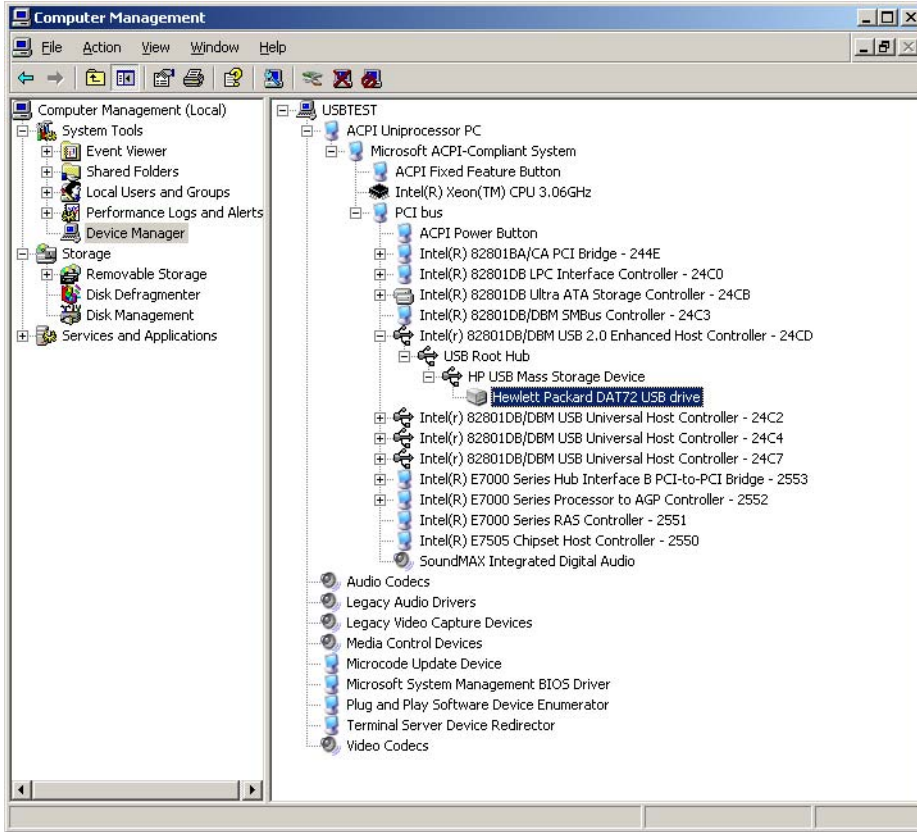 Computer Management
File Action View Window Help
Computer Management (Local)
System Tools
Event Viewer
Shared Folders
Local Users and Groups
Performance Logs and Alerts
Device Manager
Storage
Removable Storage
Disk Defragmenter
Disk Management
Services and Applications
USBTEST
ACPI Uniprocessor PC
Microsoft ACPI-Compliant System
ACPI Fixed Feature Button
Intel(R) Xeon(TM) CPU 3.06GHz
PCI bus
ACPI Power Button
Intel(R) 82801BA/CA PCI Bridge - 244E
Intel(R) 82801DB LPC Interface Controller - 24C0
Intel(R) 82801DB Ultra ATA Storage Controller - 24CB
Intel(R) 82801DB/DBM SMBus Controller - 24C3
Intel(r) 82801DB/DBM USB 2.0 Enhanced Host Controller - 24CD
USB Root Hub
HP USB Mass Storage Device
Hewlett Packard DAT72 USB drive
Intel(r) 82801DB/DBM USB Universal Host Controller - 24C2
Intel(r) 82801DB/DBM USB Universal Host Controller - 24C4
Intel(r) 82801DB/DBM USB Universal Host Controller - 24C7
Intel(R) E7000 Series Hub Interface B PCI-to-PCI Bridge - 2553
Intel(R) E7000 Series Processor to AGP Controller - 2552
Intel(R) E7000 Series RAS Controller - 2551
Intel(R) E7505 Chipset Host Controller - 2550
SoundMAX Integrated Digital Audio
Audio Codecs
Legacy Audio Drivers
Legacy Video Capture Devices
Media Control Devices
Microcode Update Device
Microsoft System Management BIOS Driver
Plug and Play Software Device Enumerator
Terminal Server Device Redirector
Video Codecs